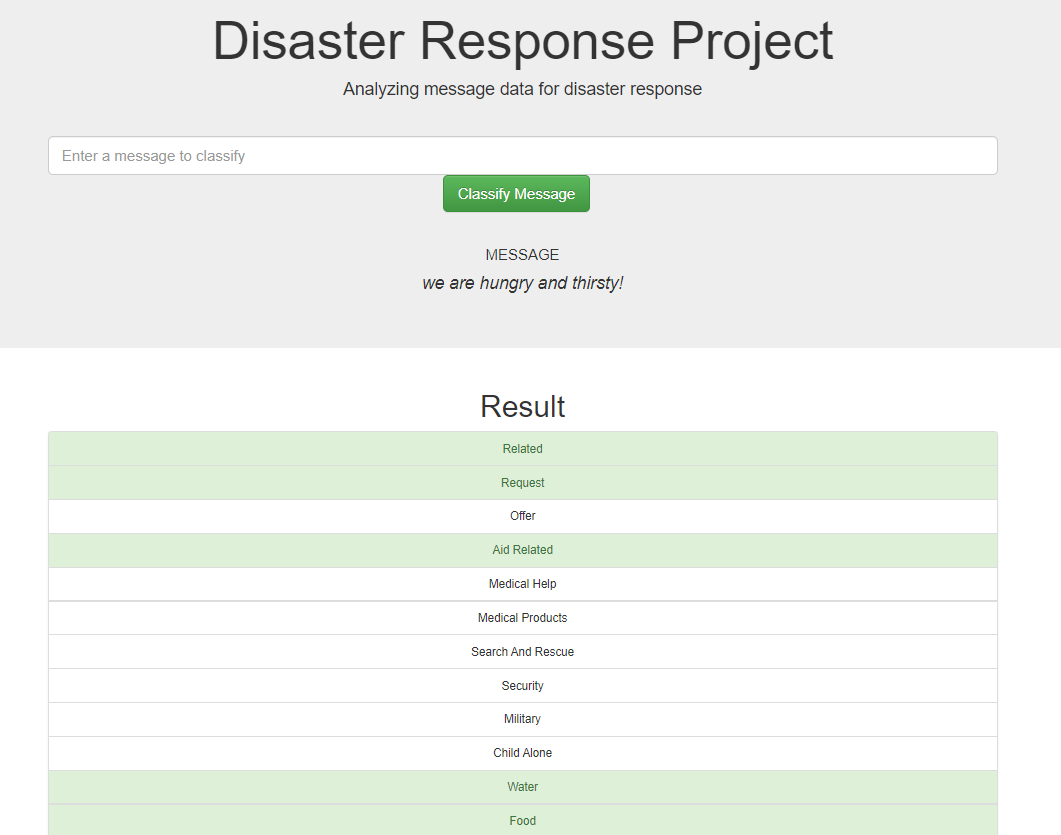 Disaster Response Project
Analyzing message data for disaster response
Enter a message to classify
Classify Message
MESSAGE
we are hungry and thirsty!
Result
Related
Request
Offer
Aid Related
Medical Help
Medical Products
Search And Rescue
Security
Military
Child Alone
Water
Food